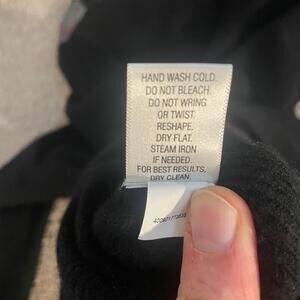 HAND WASH COLD.
DO NOT BLEACH.
DO NOT WRING
OR TWIST.
RESHAPE.
DRY FLAT.
STEAM IRON
IF NEEDED.
FOR BEST RESULTS,
DRY CLEAN.